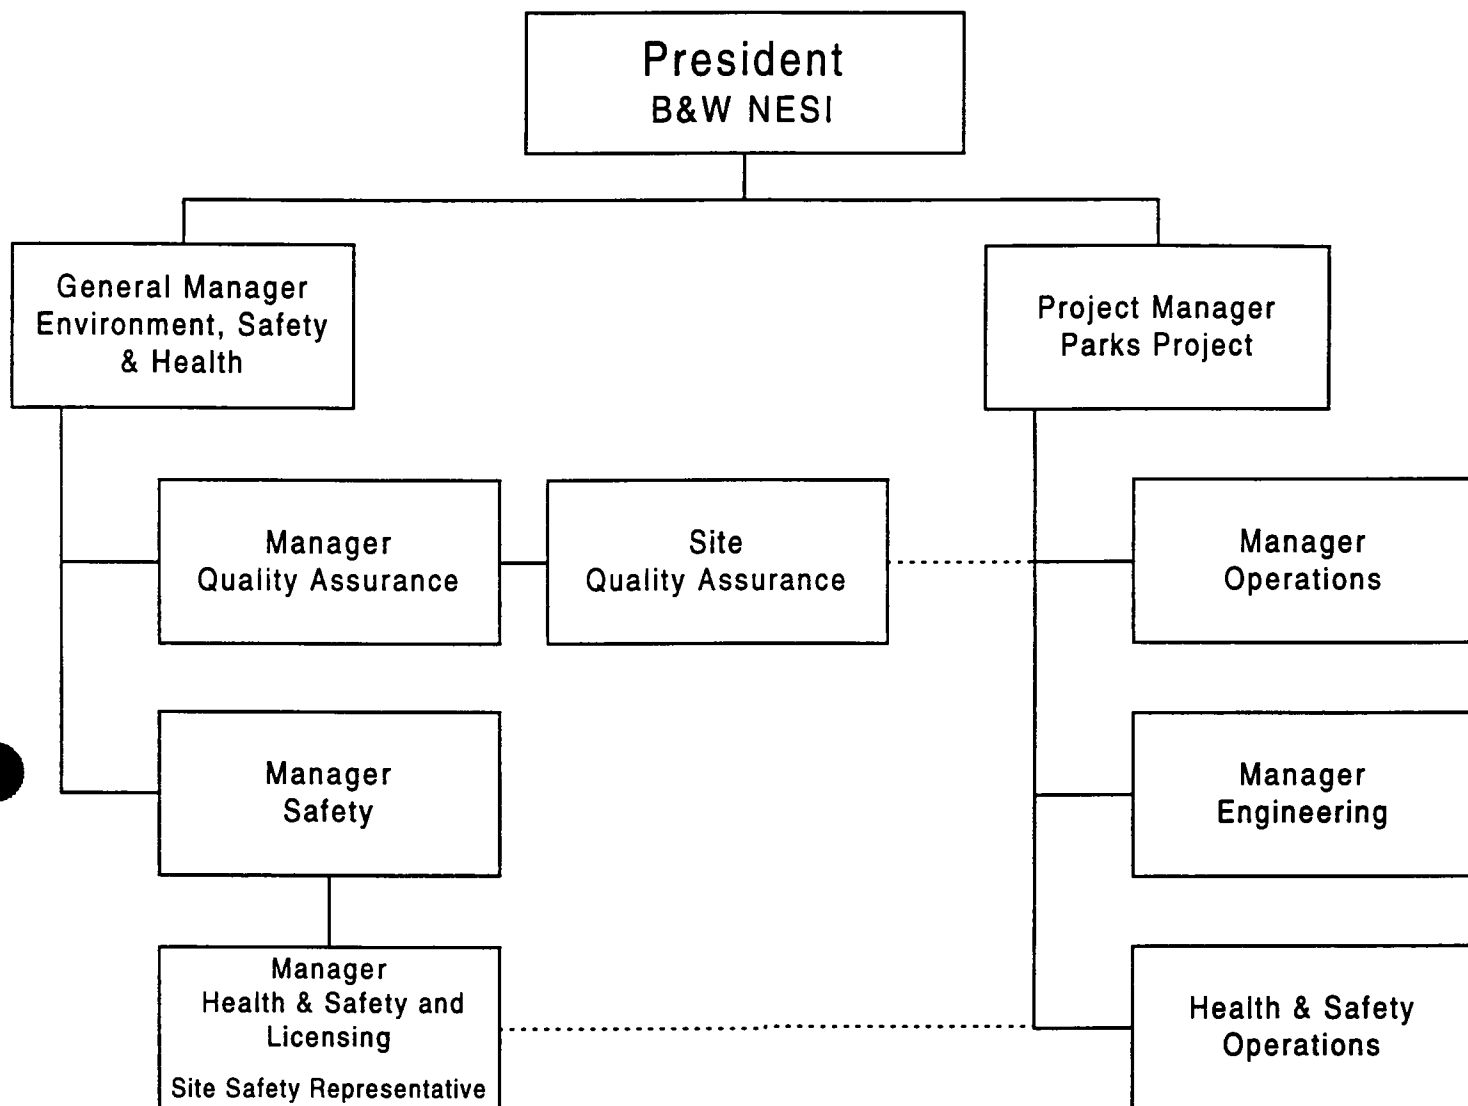 President
B&W NESI
General Manager
Environment, Safety
& Health
Project Manager
Parks Project
Manager
Quality Assurance
Site
Quality Assurance
Manager
Operations
Manager
Safety
Manager
Engineering
Manager
Health & Safety and
Licensing
Site Safety Representative
Health & Safety
Operations